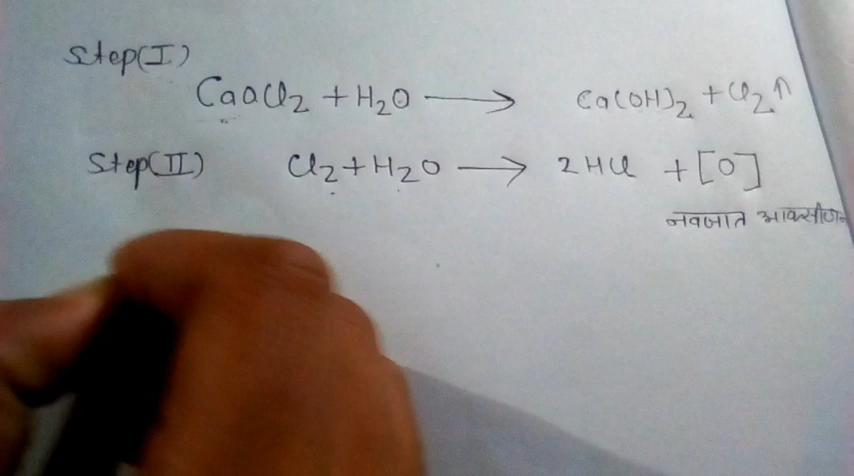 Step(I)
CaOCl2 + H2O ⟶ Ca(OH)2 + Cl2↑
Step(II) Cl2 + H2O ⟶ 2HCl + [O]
नवजात आक्सीजन